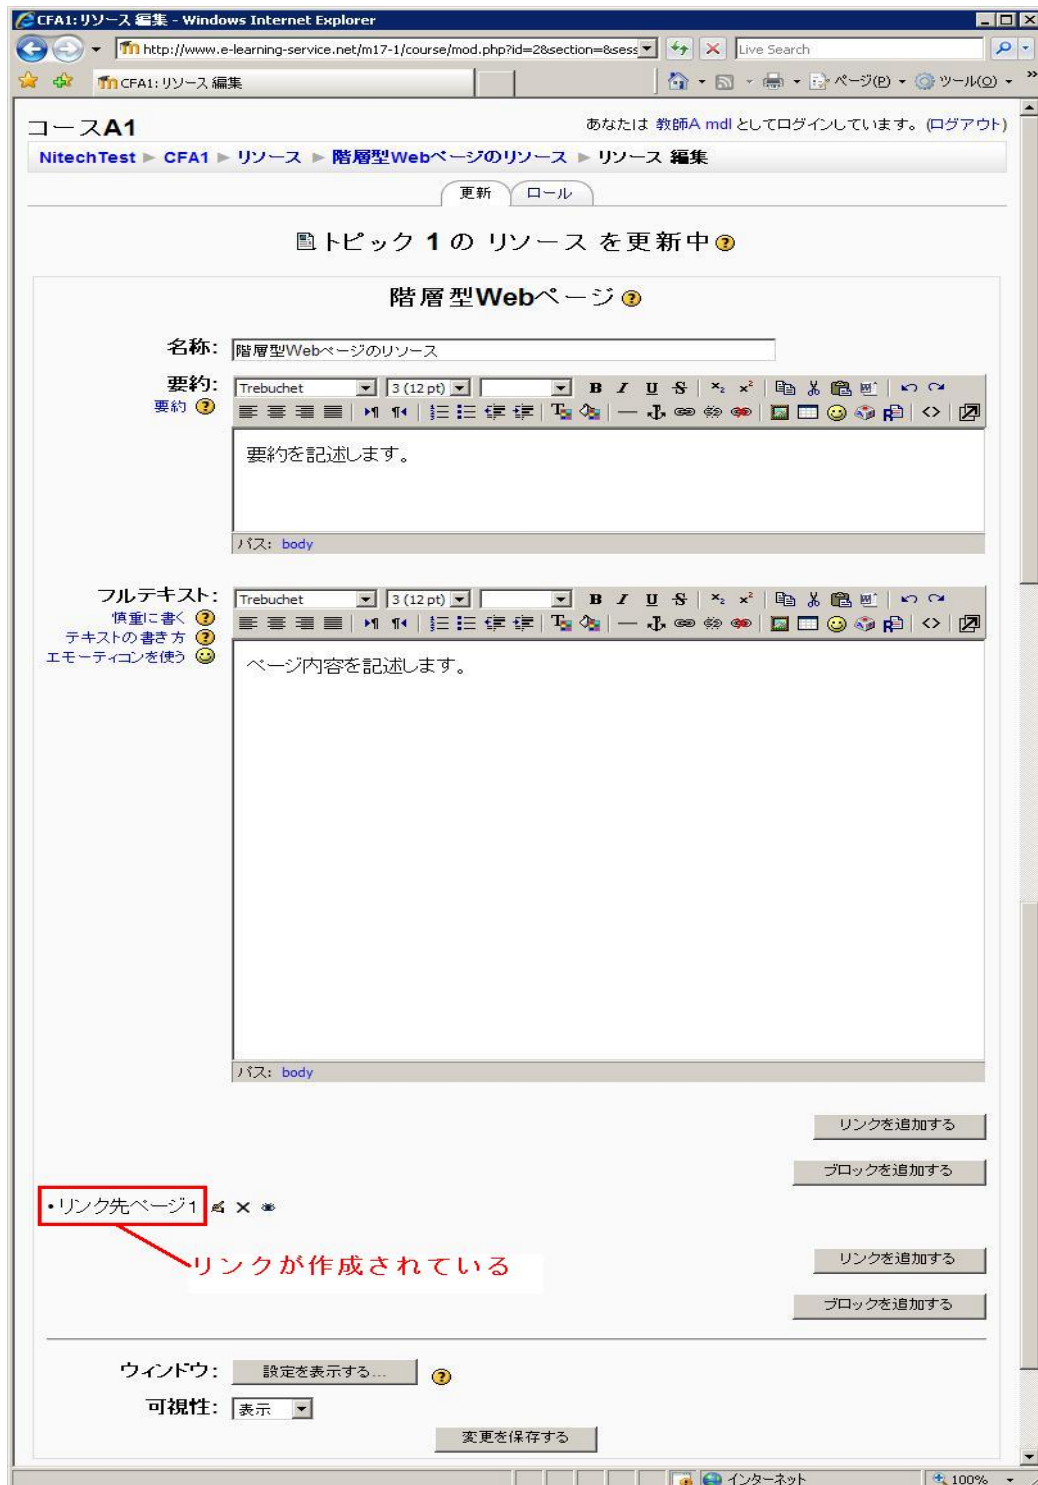 CFA1: リソース 編集 - Windows Internet Explorer
http://www.e-learning-service.net/m17-1/course/mod.php?id=2&section=8&sess
Live Search
CFA1: リソース 編集
ページ(P)
ツール(O)
»
コースA1
あなたは 教師A mdl としてログインしています。 (ログアウト)
NitechTest ► CFA1 ► リソース ► 階層型Webページのリソース ► リソース 編集
更新
ロール
トピック 1 の リソース を更新中
階層型Webページ
名称:
階層型Webページのリソース
要約:
Trebuchet
3 (12 pt)
B I U S ×₂ ×²
要約
要約を記述します。
パス: body
フルテキスト:
Trebuchet
3 (12 pt)
B I U S ×₂ ×²
慎重に書く
テキストの書き方
エモーティコンを使う
ページ内容を記述します。
パス: body
リンクを追加する
ブロックを追加する
•リンク先ページ1
リンクが作成されている
リンクを追加する
ブロックを追加する
ウィンドウ:
設定を表示する...
可視性:
表示
変更を保存する
インターネット
100%